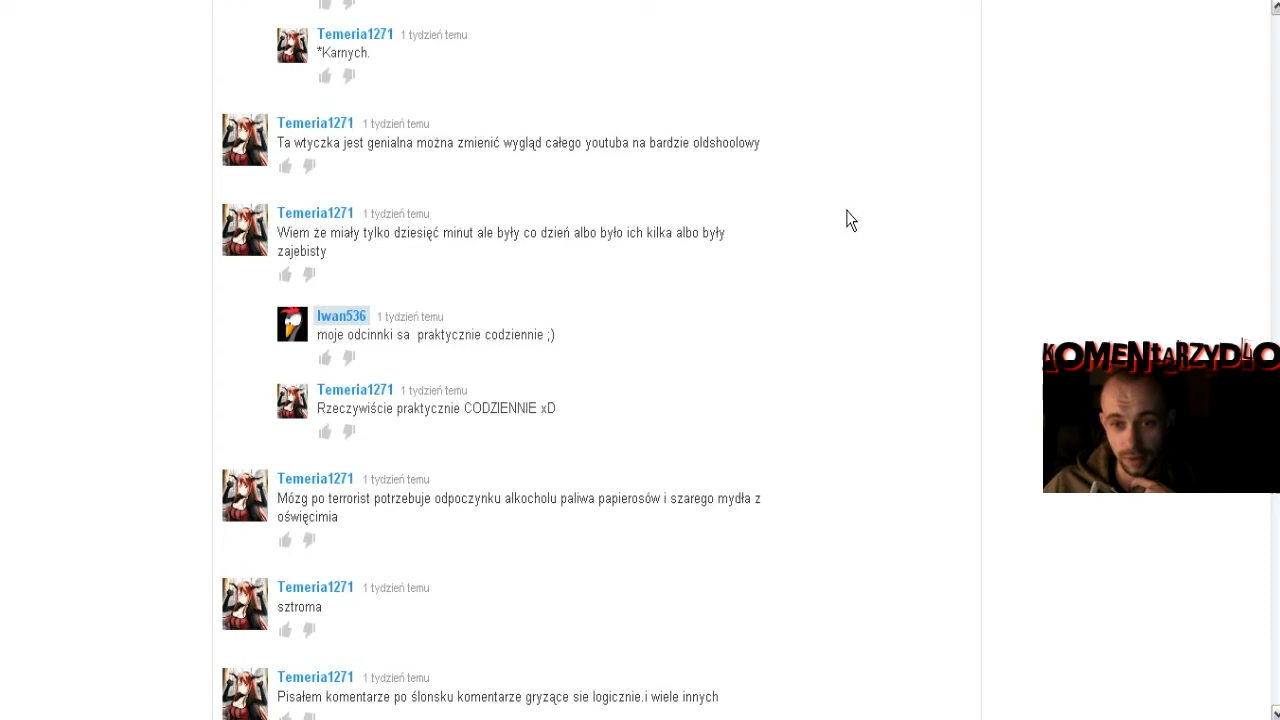 Temeria1271 1 tydzień temu
*Karnych.
Temeria1271 1 tydzień temu
Ta wtyczka jest genialna można zmienić wygląd całego youtuba na bardzie oldshoolowy
Temeria1271 1 tydzień temu
Wiem że miały tylko dziesięć minut ale były co dzień albo było ich kilka albo były
zajebisty
Iwan536 1 tydzień temu
moje odcinnki sa praktycznie codziennie ;)
Temeria1271 1 tydzień temu
Rzeczywiście praktycznie CODZIENNIE xD
KOMENtARZYDŁO
Temeria1271 1 tydzień temu
Mózg po terrorist potrzebuje odpoczynku alkocholu paliwa papierosów i szarego mydła z
oświęcimia
Temeria1271 1 tydzień temu
sztroma
Temeria1271 1 tydzień temu
Pisałem komentarze po ślonsku komentarze gryzące sie logicznie.i wiele innych